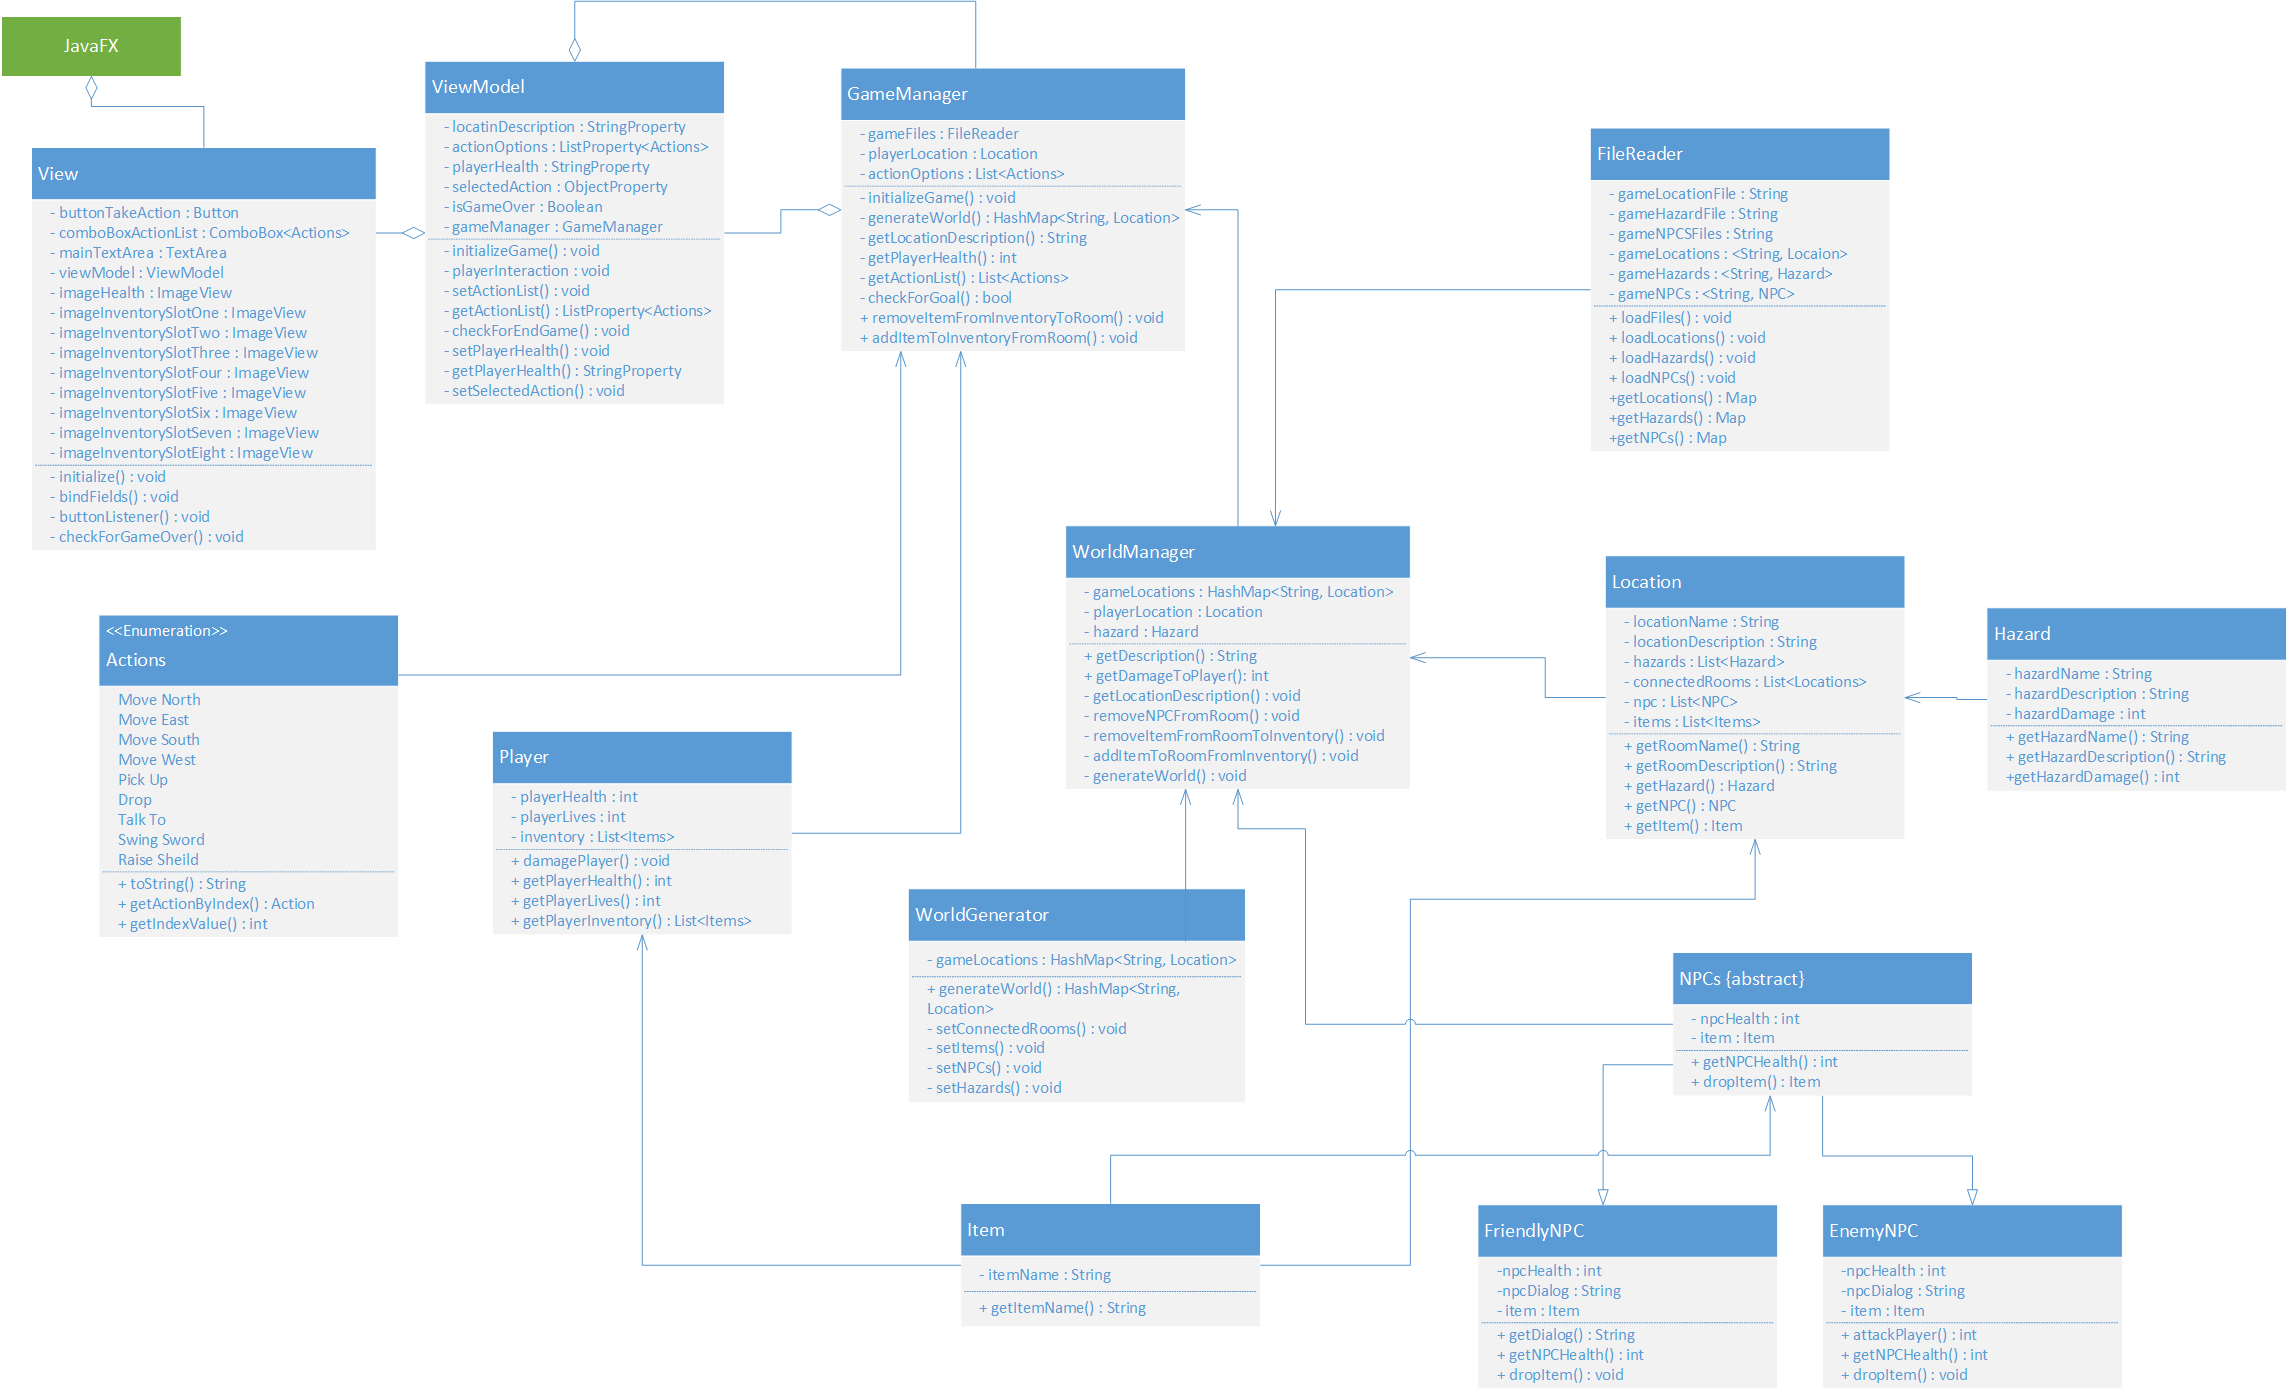 JavaFX
View
- buttonTakeAction : Button
- comboBoxActionList : ComboBox<Actions>
- mainTextArea : TextArea
- viewModel : ViewModel
- imageHealth : ImageView
- imageInventorySlotOne : ImageView
- imageInventorySlotTwo : ImageView
- imageInventorySlotThree : ImageView
- imageInventorySlotFour : ImageView
- imageInventorySlotFive : ImageView
- imageInventorySlotSix : ImageView
- imageInventorySlotSeven : ImageView
- imageInventorySlotEight : ImageView
- initialize() : void
- bindFields() : void
- buttonListener() : void
- checkForGameOver() : void
ViewModel
- locatinDescription : StringProperty
- actionOptions : ListProperty<Actions>
- playerHealth : StringProperty
- selectedAction : ObjectProperty
- isGameOver : Boolean
- gameManager : GameManager
- initializeGame() : void
- playerInteraction : void
- setActionList() : void
- getActionList() : ListProperty<Actions>
- checkForEndGame() : void
- setPlayerHealth() : void
- getPlayerHealth() : StringProperty
- setSelectedAction() : void
GameManager
- gameFiles : FileReader
- playerLocation : Location
- actionOptions : List<Actions>
- initializeGame() : void
- generateWorld() : HashMap<String, Location>
- getLocationDescription() : String
- getPlayerHealth() : int
- getActionList() : List<Actions>
- checkForGoal() : bool
+ removeItemFromInventoryToRoom() : void
+ addItemToInventoryFromRoom() : void
FileReader
- gameLocationFile : String
- gameHazardFile : String
- gameNPCSFiles : String
- gameLocations : <String, Locaion>
- gameHazards : <String, Hazard>
- gameNPCs : <String, NPC>
+ loadFiles() : void
+ loadLocations() : void
+ loadHazards() : void
+ loadNPCs() : void
+getLocations() : Map
+getHazards() : Map
+getNPCs() : Map
<<Enumeration>>
Actions
Move North
Move East
Move South
Move West
Pick Up
Drop
Talk To
Swing Sword
Raise Sheild
+ toString() : String
+ getActionByIndex() : Action
+ getIndexValue() : int
Player
- playerHealth : int
- playerLives : int
- inventory : List<Items>
+ damagePlayer() : void
+ getPlayerHealth() : int
+ getPlayerLives() : int
+ getPlayerInventory() : List<Items>
WorldManager
- gameLocations : HashMap<String, Location>
- playerLocation : Location
- hazard : Hazard
+ getDescription() : String
+ getDamageToPlayer(): int
- getLocationDescription() : void
- removeNPCFromRoom() : void
- removeItemFromRoomToInventory() : void
- addItemToRoomFromInventory() : void
- generateWorld() : void
Location
- locationName : String
- locationDescription : String
- hazards : List<Hazard>
- connectedRooms : List<Locations>
- npc : List<NPC>
- items : List<Items>
+ getRoomName() : String
+ getRoomDescription() : String
+ getHazard() : Hazard
+ getNPC() : NPC
+ getItem() : Item
Hazard
- hazardName : String
- hazardDescription : String
- hazardDamage : int
+ getHazardName() : String
+ getHazardDescription() : String
+getHazardDamage() : int
WorldGenerator
- gameLocations : HashMap<String, Location>
+ generateWorld() : HashMap<String,
Location>
- setConnectedRooms() : void
- setItems() : void
- setNPCs() : void
- setHazards() : void
NPCs {abstract}
- npcHealth : int
- item : Item
+ getNPCHealth() : int
+ dropItem() : Item
Item
- itemName : String
+ getItemName() : String
FriendlyNPC
-npcHealth : int
-npcDialog : String
- item : Item
+ getDialog() : String
+ getNPCHealth() : int
+ dropItem() : void
EnemyNPC
-npcHealth : int
-npcDialog : String
- item : Item
+ attackPlayer() : int
+ getNPCHealth() : int
+ dropItem() : void